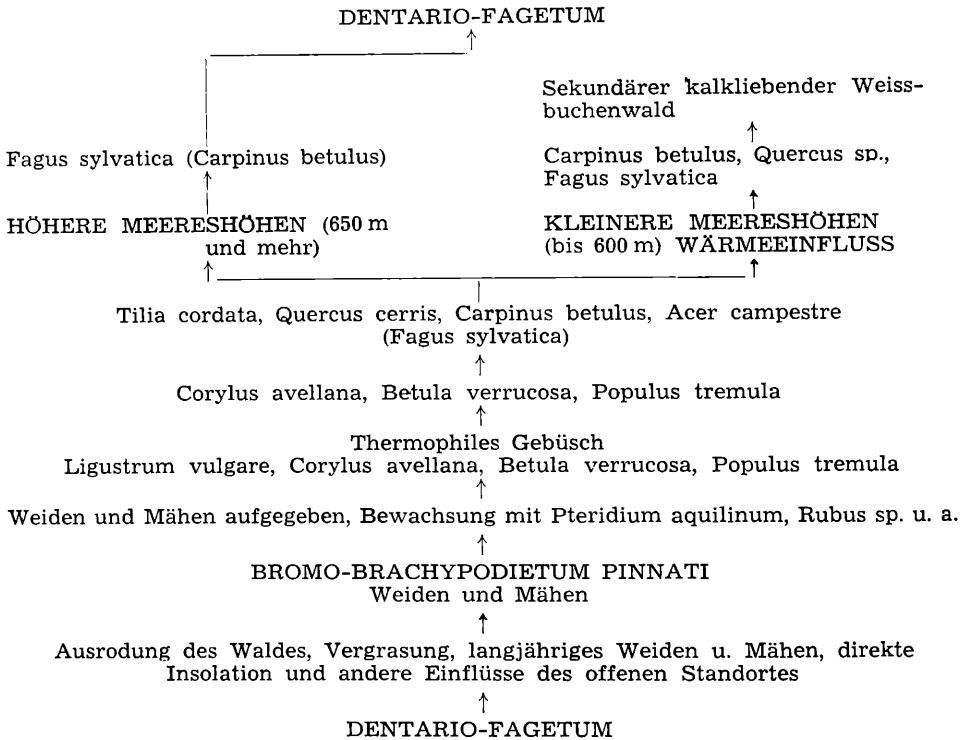 DENTARIO-FAGETUM
Sekundärer kalkliebender Weiss-
buchenwald
Fagus sylvatica (Carpinus betulus)
Carpinus betulus, Quercus sp.,
Fagus sylvatica
HÖHERE MEERESHÖHEN (650 m
und mehr)
KLEINERE MEERESHÖHEN
(bis 600 m) WÄRMEEINFLUSS
Tilia cordata, Quercus cerris, Carpinus betulus, Acer campestre
(Fagus sylvatica)
Corylus avellana, Betula verrucosa, Populus tremula
Thermophiles Gebüsch
Ligustrum vulgare, Corylus avellana, Betula verrucosa, Populus tremula
Weiden und Mähen aufgegeben, Bewachsung mit Pteridium aquilinum, Rubus sp. u. a.
BROMO-BRACHYPODIETUM PINNATI
Weiden und Mähen
Ausrodung des Waldes, Vergrasung, langjähriges Weiden u. Mähen, direkte
Insolation und andere Einflüsse des offenen Standortes
DENTARIO-FAGETUM